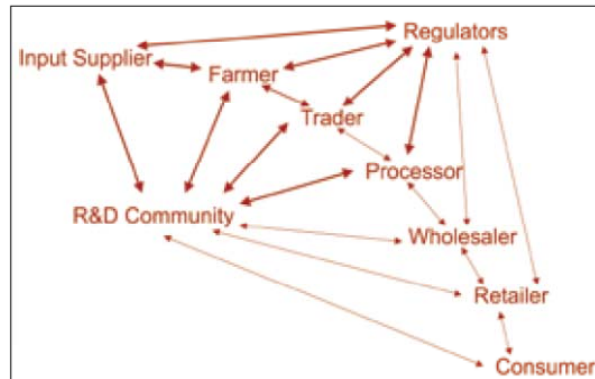 Regulators
Input Supplier
Farmer
Trader
Processor
R&D Community
Wholesaler
Retailer
Consumer